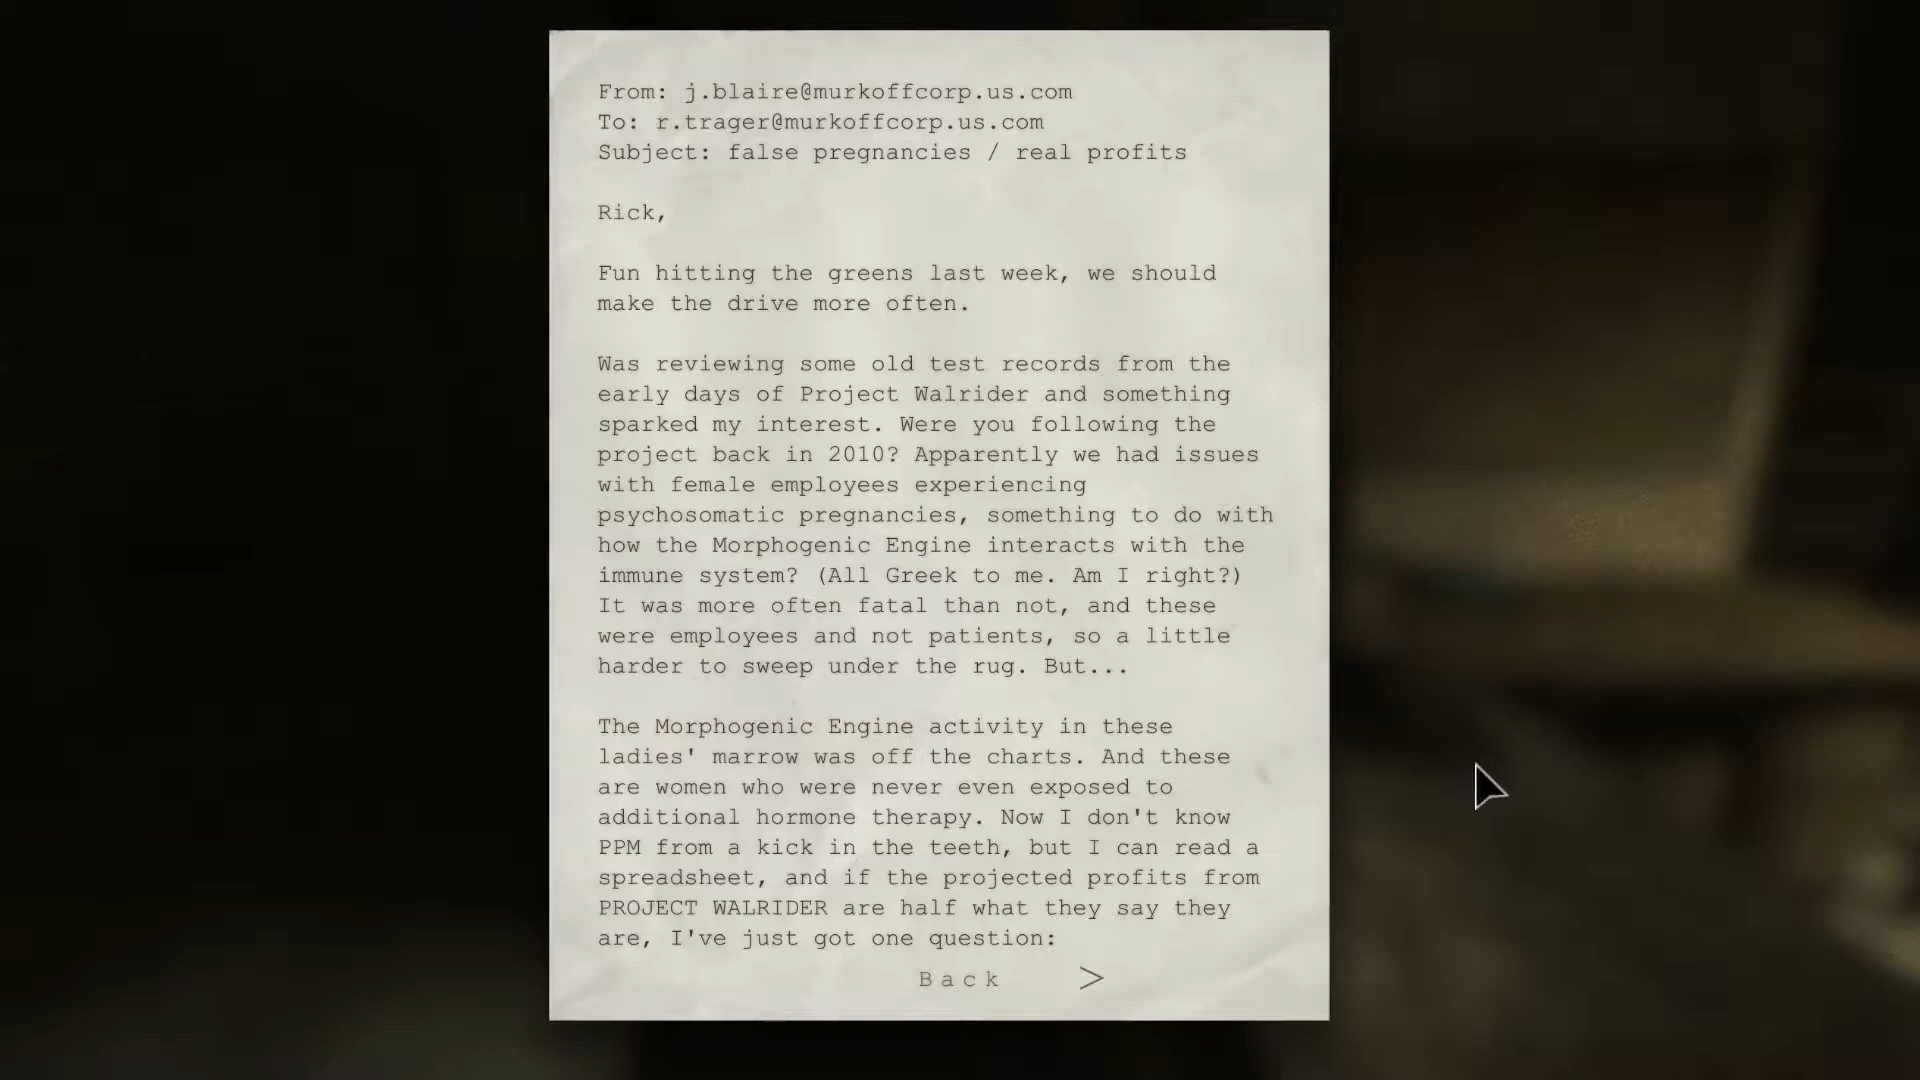 From: j.blaire@murkoffcorp.us.com
To: r.trager@murkoffcorp.us.com
Subject: false pregnancies / real profits
Rick,
Fun hitting the greens last week, we should
make the drive more often.
Was reviewing some old test records from the
early days of Project Walrider and something
sparked my interest. Were you following the
project back in 2010? Apparently we had issues
with female employees experiencing
psychosomatic pregnancies, something to do with
how the Morphogenic Engine interacts with the
immune system? (All Greek to me. Am I right?)
It was more often fatal than not, and these
were employees and not patients, so a little
harder to sweep under the rug. But...
The Morphogenic Engine activity in these
ladies' marrow was off the charts. And these
are women who were never even exposed to
additional hormone therapy. Now I don't know
PPM from a kick in the teeth, but I can read a
spreadsheet, and if the projected profits from
PROJECT WALRIDER are half what they say they
are, I've just got one question:
Back >